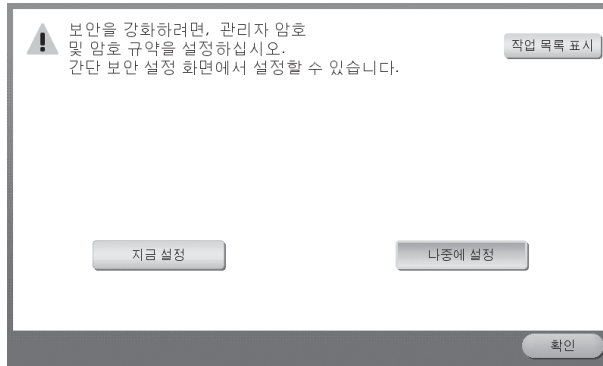 보안을 강화하려면, 관리자 암호
및 암호 규약을 설정하십시오.
간단 보안 설정 화면에서 설정할 수 있습니다.
작업 목록 표시
지금 설정
나중에 설정
확인